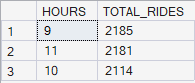 HOURS TOTAL_RIDES
1 9 2185
2 11 2181
3 10 2114